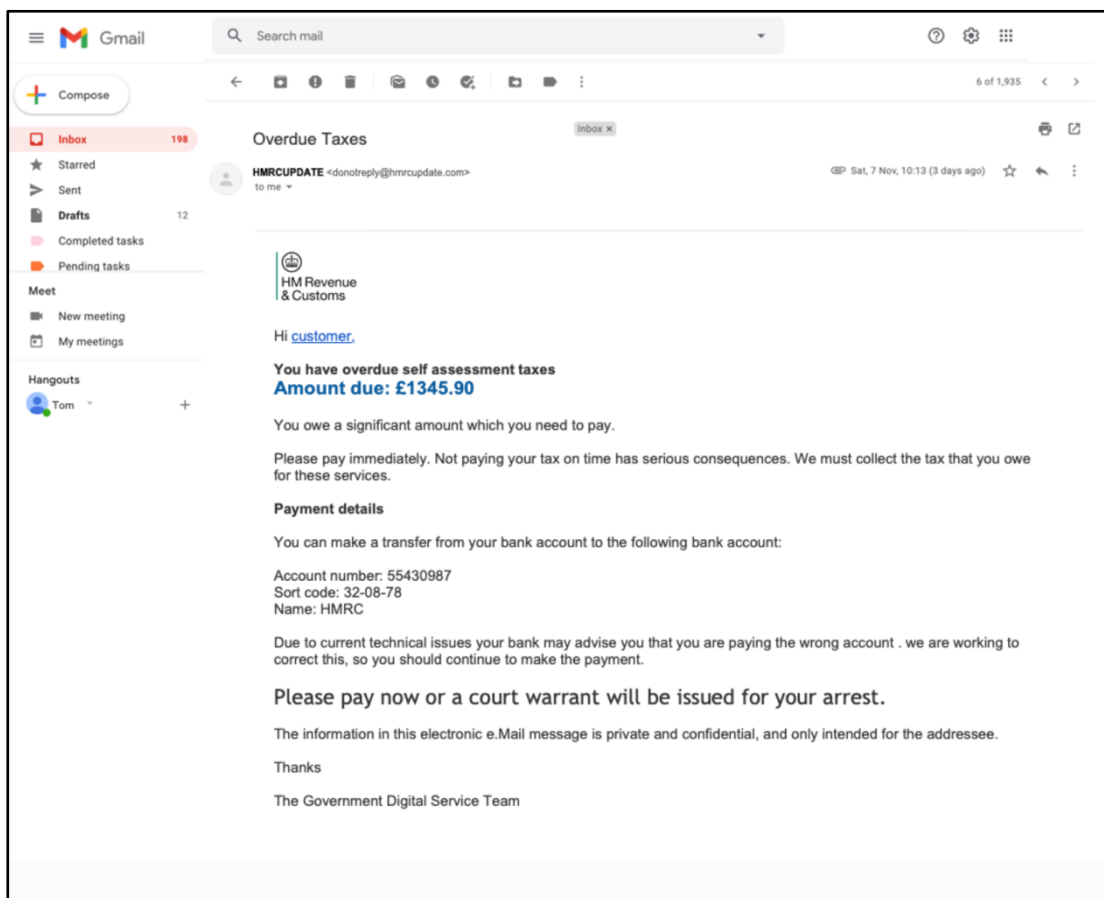 Gmail
Search mail
Compose
6 of 1,935
Inbox 198
Starred
Sent
Drafts 12
Completed tasks
Pending tasks
Meet
New meeting
My meetings
Hangouts
Tom
Overdue Taxes
Inbox ×
HMRCUPDATE <donotreply@hmrcupdate.com>
Sat, 7 Nov, 10:13 (3 days ago)
to me
HM Revenue
& Customs
Hi customer,
You have overdue self assessment taxes
Amount due: £1345.90
You owe a significant amount which you need to pay.
Please pay immediately. Not paying your tax on time has serious consequences. We must collect the tax that you owe
for these services.
Payment details
You can make a transfer from your bank account to the following bank account:
Account number: 55430987
Sort code: 32-08-78
Name: HMRC
Due to current technical issues your bank may advise you that you are paying the wrong account . we are working to
correct this, so you should continue to make the payment.
Please pay now or a court warrant will be issued for your arrest.
The information in this electronic e.Mail message is private and confidential, and only intended for the addressee.
Thanks
The Government Digital Service Team